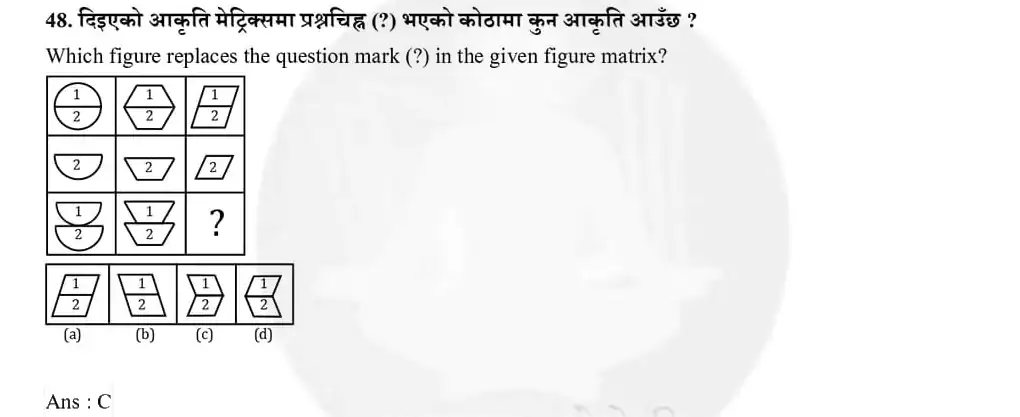 48. दिइएको आकृति मेट्रिक्समा प्रश्नचिह्न (?) भएको कोठामा कुन आकृति आउँछ ?
Which figure replaces the question mark (?) in the given figure matrix?
1 1 1
2 2 2
2 2 2
1 1 ?
2 2
1 1 1 1
2 2 2 2
(a) (b) (c) (d)
Ans : C